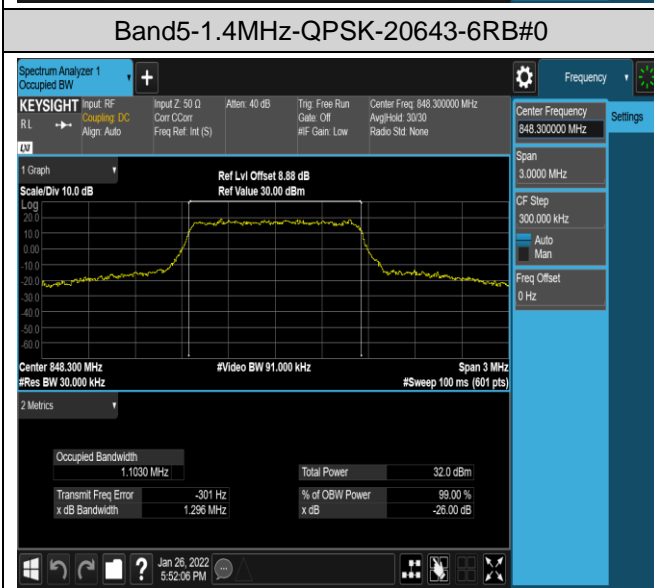 Band5-1.4MHz-QPSK-20643-6RB#0
Spectrum Analyzer 1
Occupied BW
+
Frequency
KEYSIGHT
RL
LXI
Input: RF
Coupling: DC
Align: Auto
Input Z: 50 Ω
Corr CCorr
Freq Ref: Int (S)
Atten: 40 dB
Trig: Free Run
Gate: Off
#IF Gain: Low
Center Freq: 848.300000 MHz
Avg|Hold: 30/30
Radio Std: None
Center Frequency
848.300000 MHz
Settings
Span
3.0000 MHz
CF Step
300.000 kHz
Auto
Man
Freq Offset
0 Hz
1 Graph
Scale/Div 10.0 dB
Ref Lvl Offset 8.88 dB
Ref Value 30.00 dBm
Log
20.0
10.0
0.00
-10.0
-20.0
-30.0
-40.0
-50.0
-60.0
Center 848.300 MHz
#Video BW 91.000 kHz
Span 3 MHz
#Res BW 30.000 kHz
#Sweep 100 ms (601 pts)
2 Metrics
Occupied Bandwidth
1.1030 MHz
Total Power 32.0 dBm
Transmit Freq Error -301 Hz
% of OBW Power 99.00 %
x dB Bandwidth 1.296 MHz
x dB -26.00 dB
?
Jan 26, 2022
5:52:06 PM